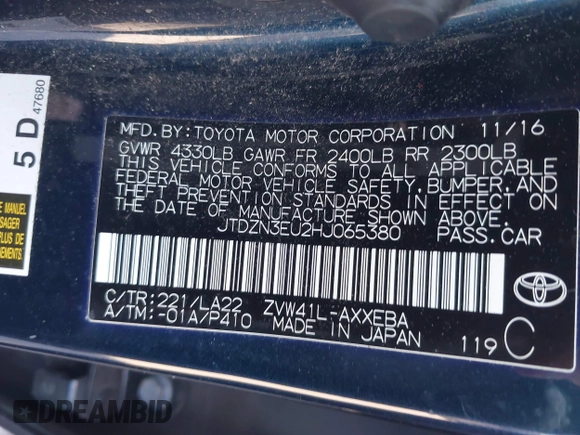 5 D
47680
E MANUEL
SAGER
PLUS DE
MFD.BY:TOYOTA MOTOR CORPORATION 11/16
GVWR 4330LB GAWR FR 2400LB RR 2300LB
THIS VEHICLE CONFORMS TO ALL APPLICABLE
FEDERAL MOTOR VEHICLE SAFETY,BUMPER,AND
THEFT PREVENTION STANDARDS IN EFFECT ON
THE DATE OF MANUFACTURE SHOWN ABOVE.
JTDZN3EU2HJ065380 PASS.CAR
C/TR:221/LA22 ZVW41L-AXXEBA
A/TM:-01A/P410 MADE IN JAPAN
119 C
TOYOTA
DREAMBID